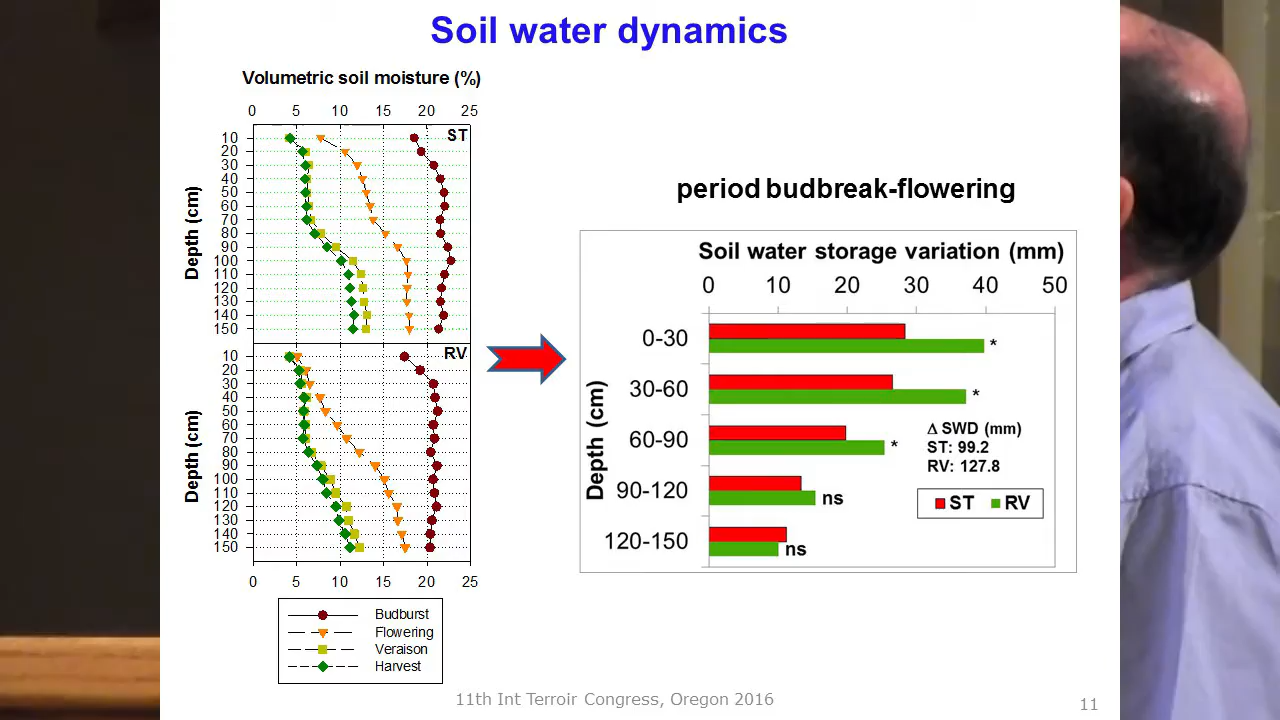 Soil water dynamics
Volumetric soil moisture (%)
0 5 10 15 20 25
ST
Depth (cm)
10
20
30
40
50
60
70
80
90
100
110
120
130
140
150
RV
Depth (cm)
10
20
30
40
50
60
70
80
90
100
110
120
130
140
150
0 5 10 15 20 25
Budburst
Flowering
Veraison
Harvest
period budbreak-flowering
Soil water storage variation (mm)
0 10 20 30 40 50
Depth (cm)
0-30 *
30-60 *
60-90 *
90-120 ns
120-150 ns
Δ SWD (mm)
ST: 99.2
RV: 127.8
ST RV
11th Int Terroir Congress, Oregon 2016
11